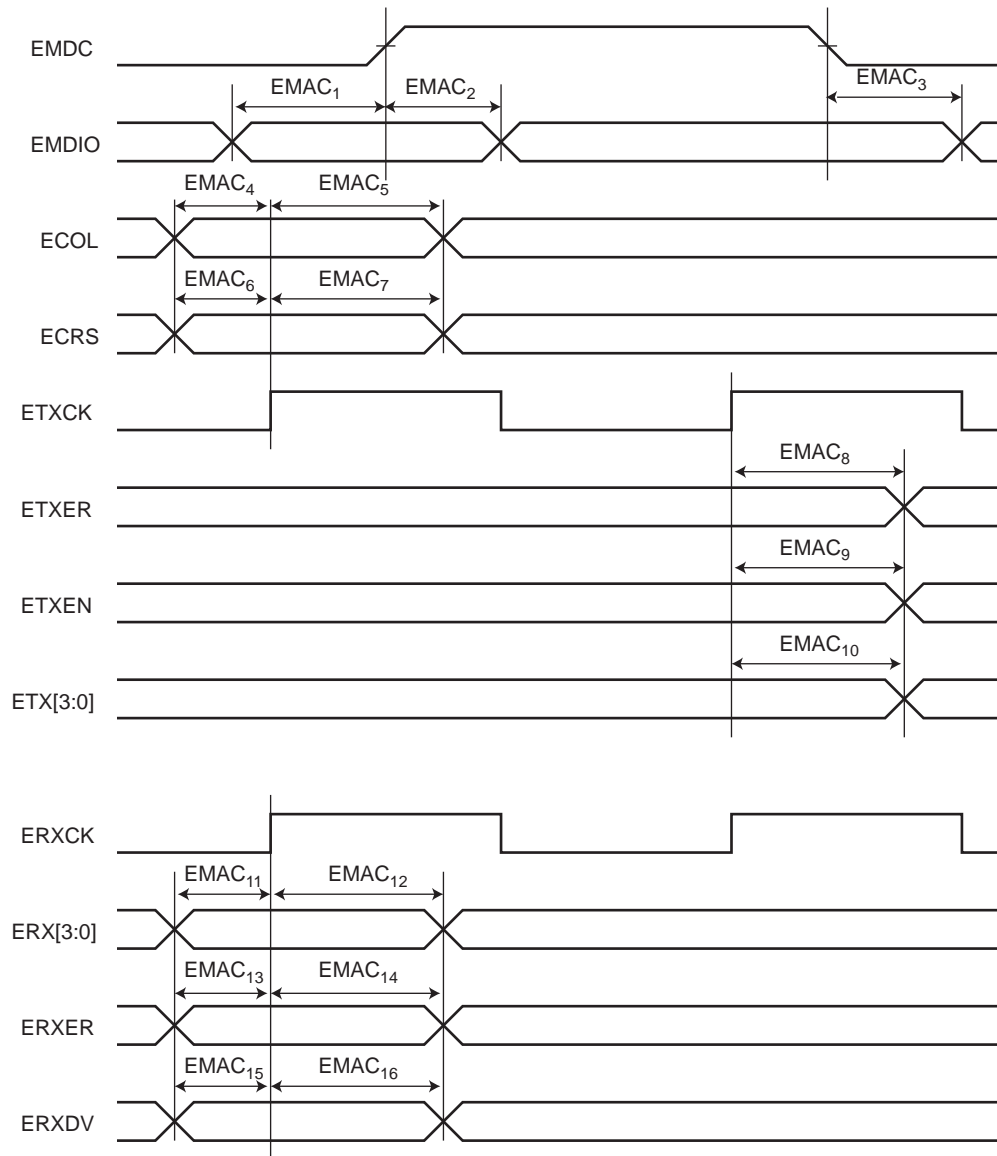 EMDC
EMAC₁ EMAC₂ EMAC₃
EMDIO
EMAC₄ EMAC₅
ECOL
EMAC₆ EMAC₇
ECRS
ETXCK
EMAC₈
ETXER
EMAC₉
ETXEN
EMAC₁₀
ETX[3:0]
ERXCK
EMAC₁₁ EMAC₁₂
ERX[3:0]
EMAC₁₃ EMAC₁₄
ERXER
EMAC₁₅ EMAC₁₆
ERXDV